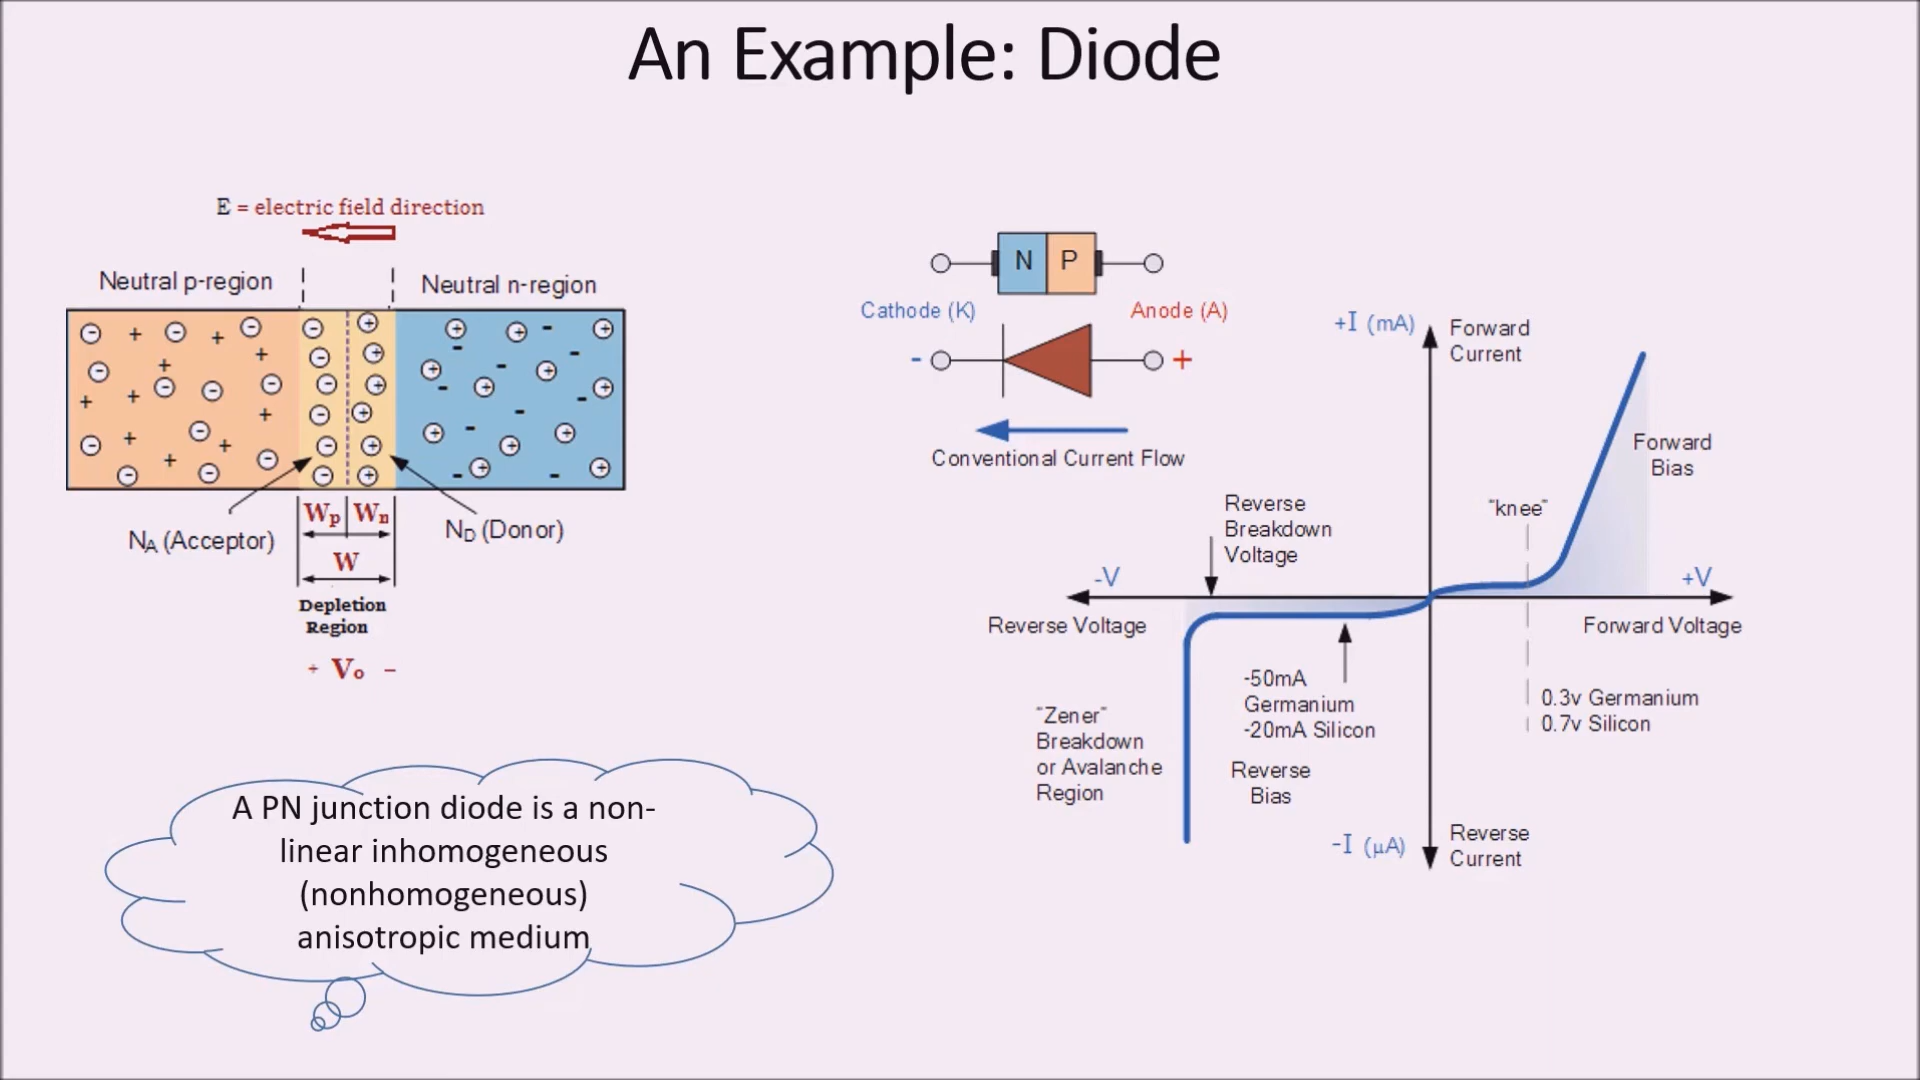 An Example: Diode
E = electric field direction
Neutral p-region
Neutral n-region
Wp Wn
NA (Acceptor)
ND (Donor)
W
Depletion
Region
+ Vo −
A PN junction diode is a non-
linear inhomogeneous
(nonhomogeneous)
anisotropic medium
N P
Cathode (K)
Anode (A)
- +
Conventional Current Flow
+I (mA)
Forward
Current
Forward
Bias
"knee"
Reverse
Breakdown
Voltage
-V
+V
Reverse Voltage
Forward Voltage
-50mA
Germanium
-20mA Silicon
0.3v Germanium
0.7v Silicon
"Zener"
Breakdown
or Avalanche
Region
Reverse
Bias
-I (µA)
Reverse
Current